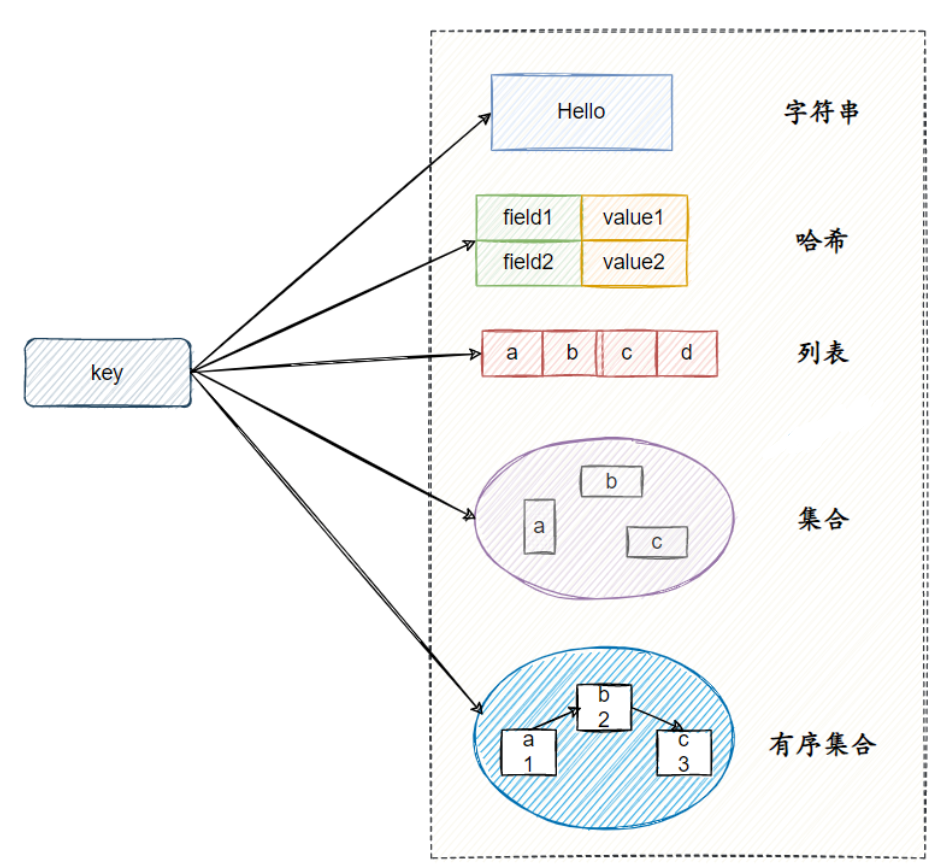 Hello
字符串
field1 value1
哈希
field2 value2
a b c d
列表
key
b
a
c
集合
b
2
a
1
c
3
有序集合